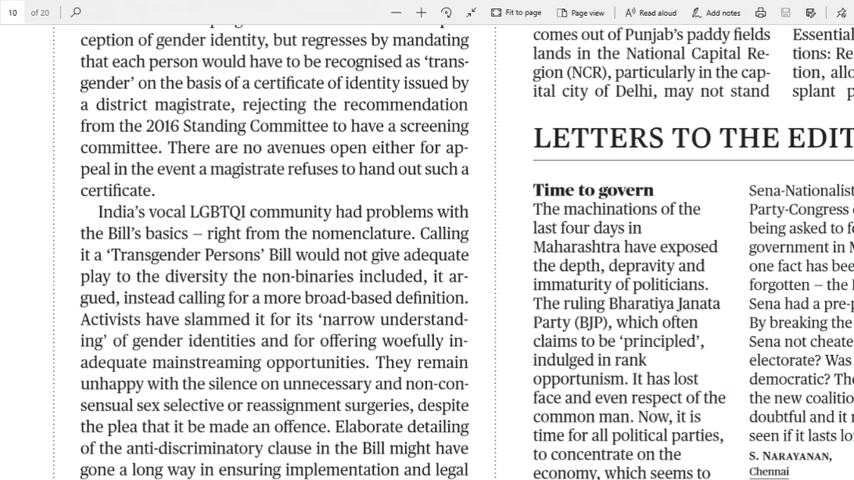 10 of 20
Fit to page
Page view
Read aloud
Add notes
ception of gender identity, but regresses by mandating
that each person would have to be recognised as ‘trans-
gender’ on the basis of a certificate of identity issued by
a district magistrate, rejecting the recommendation
from the 2016 Standing Committee to have a screening
committee. There are no avenues open either for ap-
peal in the event a magistrate refuses to hand out such a
certificate.
India’s vocal LGBTQI community had problems with
the Bill’s basics — right from the nomenclature. Calling
it a ‘Transgender Persons’ Bill would not give adequate
play to the diversity the non-binaries included, it ar-
gued, instead calling for a more broad-based definition.
Activists have slammed it for its ‘narrow understand-
ing’ of gender identities and for offering woefully in-
adequate mainstreaming opportunities. They remain
unhappy with the silence on unnecessary and non-con-
sensual sex selective or reassignment surgeries, despite
the plea that it be made an offence. Elaborate detailing
of the anti-discriminatory clause in the Bill might have
gone a long way in ensuring implementation and legal
comes out of Punjab’s paddy fields
lands in the National Capital Re-
gion (NCR), particularly in the cap-
ital city of Delhi, may not stand
Essential
tions: Re
tion, allo
splant p
LETTERS TO THE EDIT
Time to govern
The machinations of the
last four days in
Maharashtra have exposed
the depth, depravity and
immaturity of politicians.
The ruling Bharatiya Janata
Party (BJP), which often
claims to be ‘principled’,
indulged in rank
opportunism. It has lost
face and even respect of the
common man. Now, it is
time for all political parties,
to concentrate on the
economy, which seems to
Sena-Nationalist
Party-Congress
being asked to fo
government in M
one fact has been
forgotten — the
Sena had a pre-p
By breaking the
Sena not cheate
electorate? Was
democratic? The
the new coalition
doubtful and it r
seen if it lasts lo
S. NARAYANAN,
Chennai